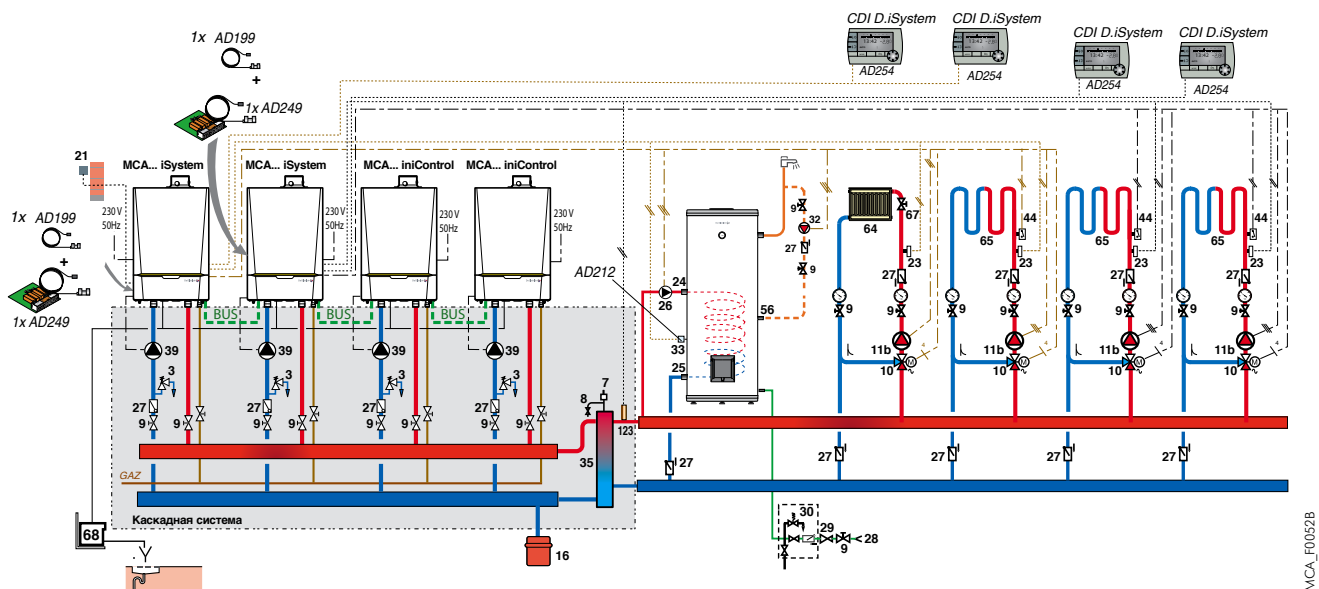 CDI D.iSystem
CDI D.iSystem
CDI D.iSystem
CDI D.iSystem
AD254
AD254
AD254
AD254
1x AD199
+
1x AD249
21
MCA... iSystem
MCA... iSystem
MCA... iniControl
MCA... iniControl
230 V
50Hz
230 V
50Hz
230 V
50Hz
1x AD199
+
1x AD249
BUS
BUS
BUS
39
39
39
39
3
3
3
3
27
27
27
27
9
9
9
9
GAZ
Каскадная система
68
16
7
8
35
123
AD212
24
26
33
25
56
9
32
27
9
27
30
29
9
28
64
67
23
9
27
9
11b
10
M
27
65
44
23
9
27
9
11b
10
M
27
65
44
23
9
27
9
11b
10
M
27
65
44
23
9
27
9
11b
10
M
27
MCA_F0052B